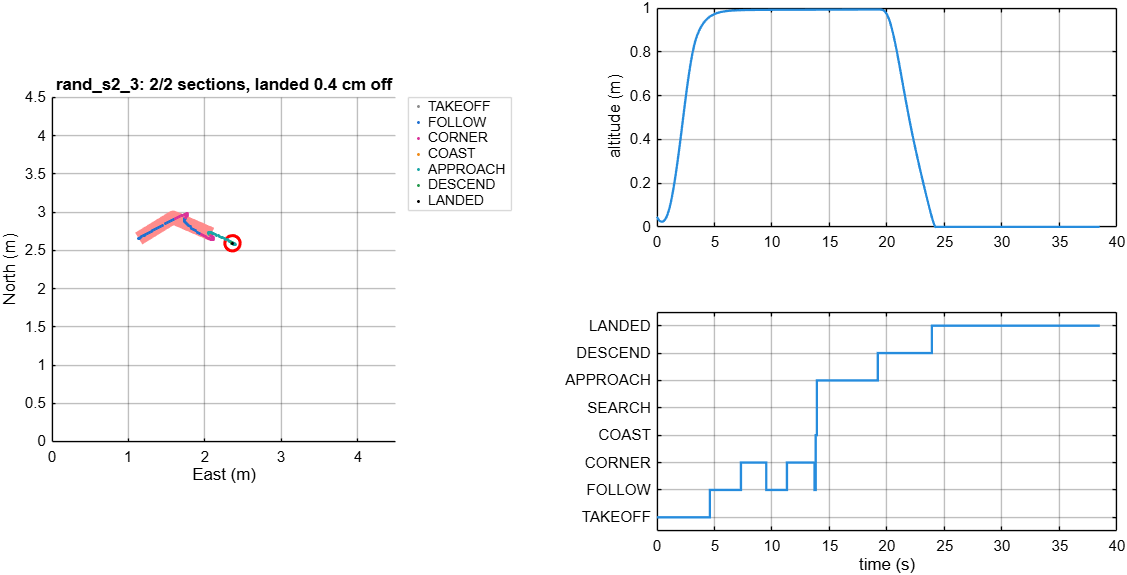 rand_s2_3: 2/2 sections, landed 0.4 cm off
4.5
4
3.5
3
2.5
2
1.5
1
0.5
0
North (m)
0 1 2 3 4
East (m)
TAKEOFF
FOLLOW
CORNER
COAST
APPROACH
DESCEND
LANDED
1
0.8
0.6
0.4
0.2
0
altitude (m)
0 5 10 15 20 25 30 35 40
LANDED
DESCEND
APPROACH
SEARCH
COAST
CORNER
FOLLOW
TAKEOFF
0 5 10 15 20 25 30 35 40
time (s)